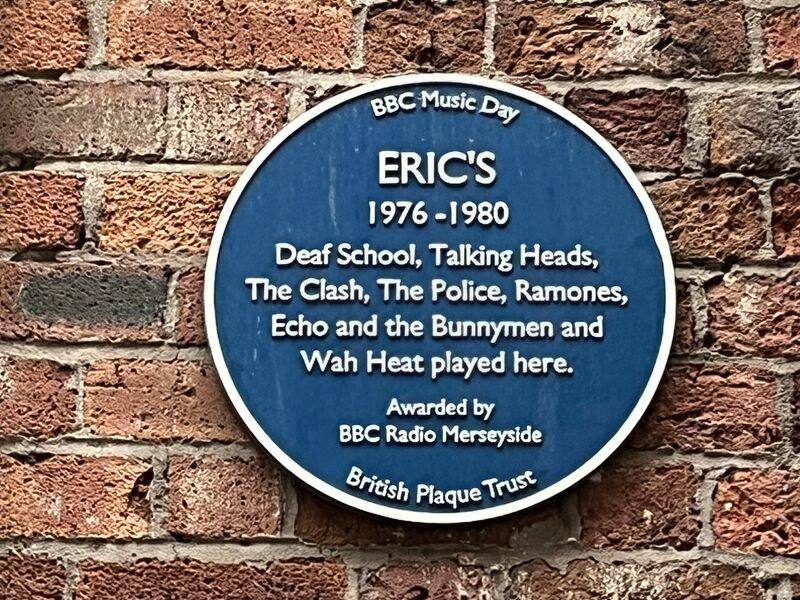 BBC Music Day
ERIC'S
1976 -1980
Deaf School, Talking Heads,
The Clash, The Police, Ramones,
Echo and the Bunnymen and
Wah Heat played here.
Awarded by
BBC Radio Merseyside
British Plaque Trust